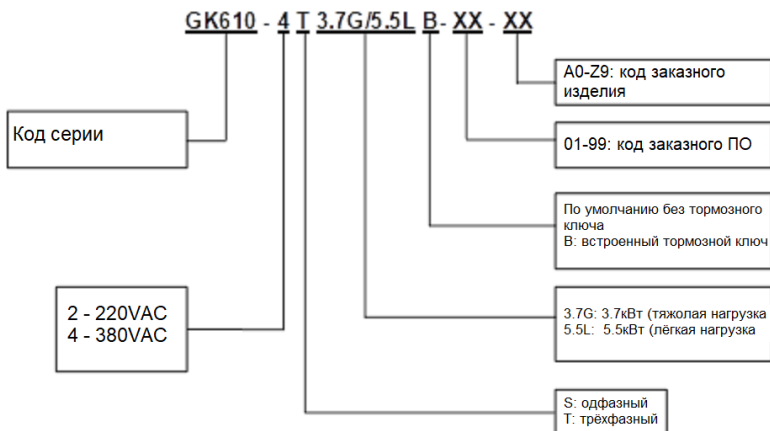 GK610 - 4 T 3.7G/5.5L B - XX - XX
A0-Z9: код заказного
изделия
Код серии
01-99: код заказного ПО
По умолчанию без тормозного
ключа
B: встроенный тормозной ключ
2 - 220VAC
4 - 380VAC
3.7G: 3.7кВт (тяжолая нагрузка
5.5L: 5.5кВт (лёгкая нагрузка
S: одфазный
T: трёхфазный